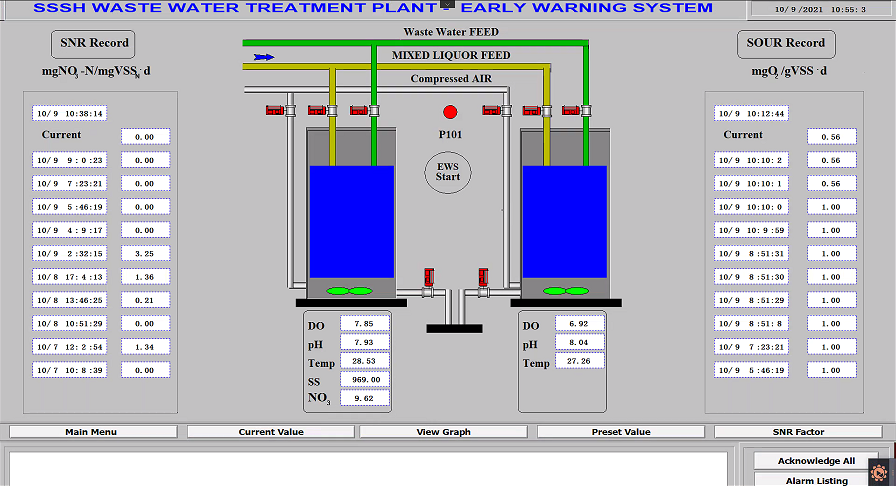 SSSH WASTE WATER TREATMENT PLANT - EARLY WARNING SYSTEM
10/ 9 /2021 10:55: 3
SNR Record
mgNO3-N/mgVSSN d
10/ 9 10:38:14
Current 0.00
10/ 9 9 : 0 :23 0.00
10/ 9 7 :23:21 0.00
10/ 9 5 :46:19 0.00
10/ 9 4 : 9 :17 0.00
10/ 9 2 :32:15 3.25
10/ 8 17: 4 :13 1.36
10/ 8 13:46:25 0.21
10/ 8 10:51:29 0.00
10/ 7 12: 2 :54 1.34
10/ 7 10: 8 :39 0.00
Waste Water FEED
MIXED LIQUOR FEED
Compressed AIR
P101
EWS
Start
DO 7.85
pH 7.93
Temp 28.53
SS 969.00
NO3 9.62
DO 6.92
pH 8.04
Temp 27.26
SOUR Record
mgO2/gVSS d
10/ 9 10:12:44
Current 0.56
10/ 9 10:10: 2 0.56
10/ 9 10:10: 1 0.56
10/ 9 10:10: 0 1.00
10/ 9 10: 9 :59 1.00
10/ 9 8 :51:31 1.00
10/ 9 8 :51:30 1.00
10/ 9 8 :51:29 1.00
10/ 9 8 :51: 8 1.00
10/ 9 7 :23:21 1.00
10/ 9 5 :46:19 1.00
Main Menu
Current Value
View Graph
Preset Value
SNR Factor
Acknowledge All
Alarm Listing